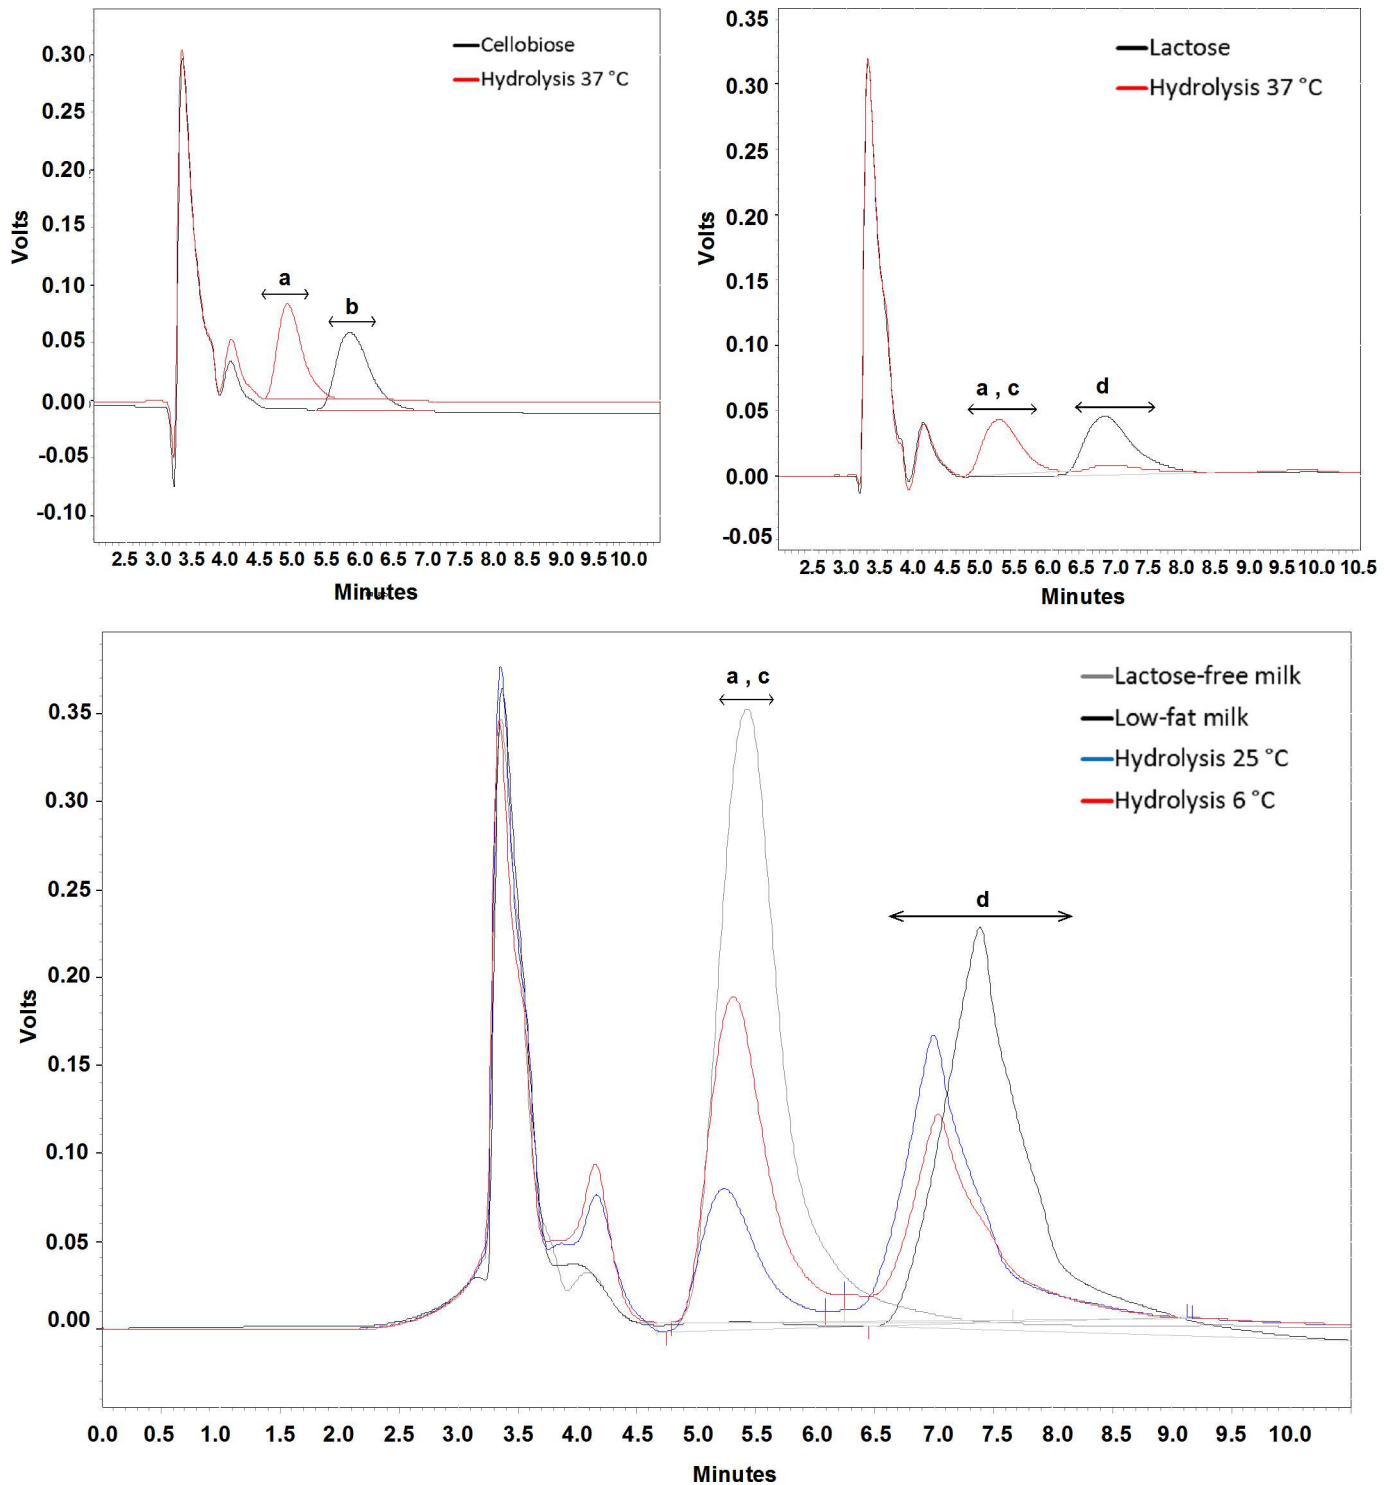 Cellobiose
Hydrolysis 37 °C
0.30
0.25
0.20
0.15
0.10
0.05
0.00
-0.05
-0.10
Volts
a
b
2.5 3.0 3.5 4.0 4.5 5.0 5.5 6.0 6.5 7.0 7.5 8.0 8.5 9.0 9.5 10.0
Minutes
Lactose
Hydrolysis 37 °C
0.35
0.30
0.25
0.20
0.15
0.10
0.05
0.00
-0.05
Volts
a , c
d
2.5 3.0 3.5 4.0 4.5 5.0 5.5 6.0 6.5 7.0 7.5 8.0 8.5 9.0 9.5 10.0 10.5
Minutes
Lactose-free milk
Low-fat milk
Hydrolysis 25 °C
Hydrolysis 6 °C
a , c
d
0.35
0.30
0.25
0.20
0.15
0.10
0.05
0.00
Volts
0.0 0.5 1.0 1.5 2.0 2.5 3.0 3.5 4.0 4.5 5.0 5.5 6.0 6.5 7.0 7.5 8.0 8.5 9.0 9.5 10.0
Minutes